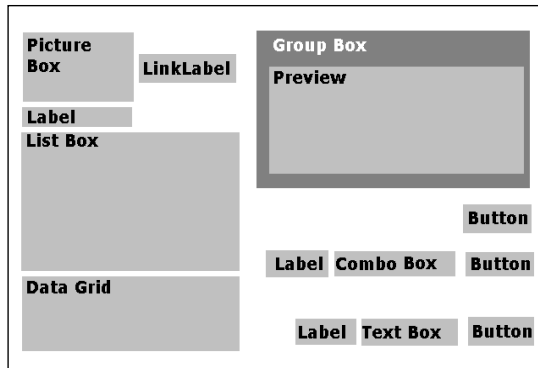 Picture
Box
LinkLabel
Label
List Box
Data Grid
Group Box
Preview
Button
Label Combo Box Button
Label Text Box Button